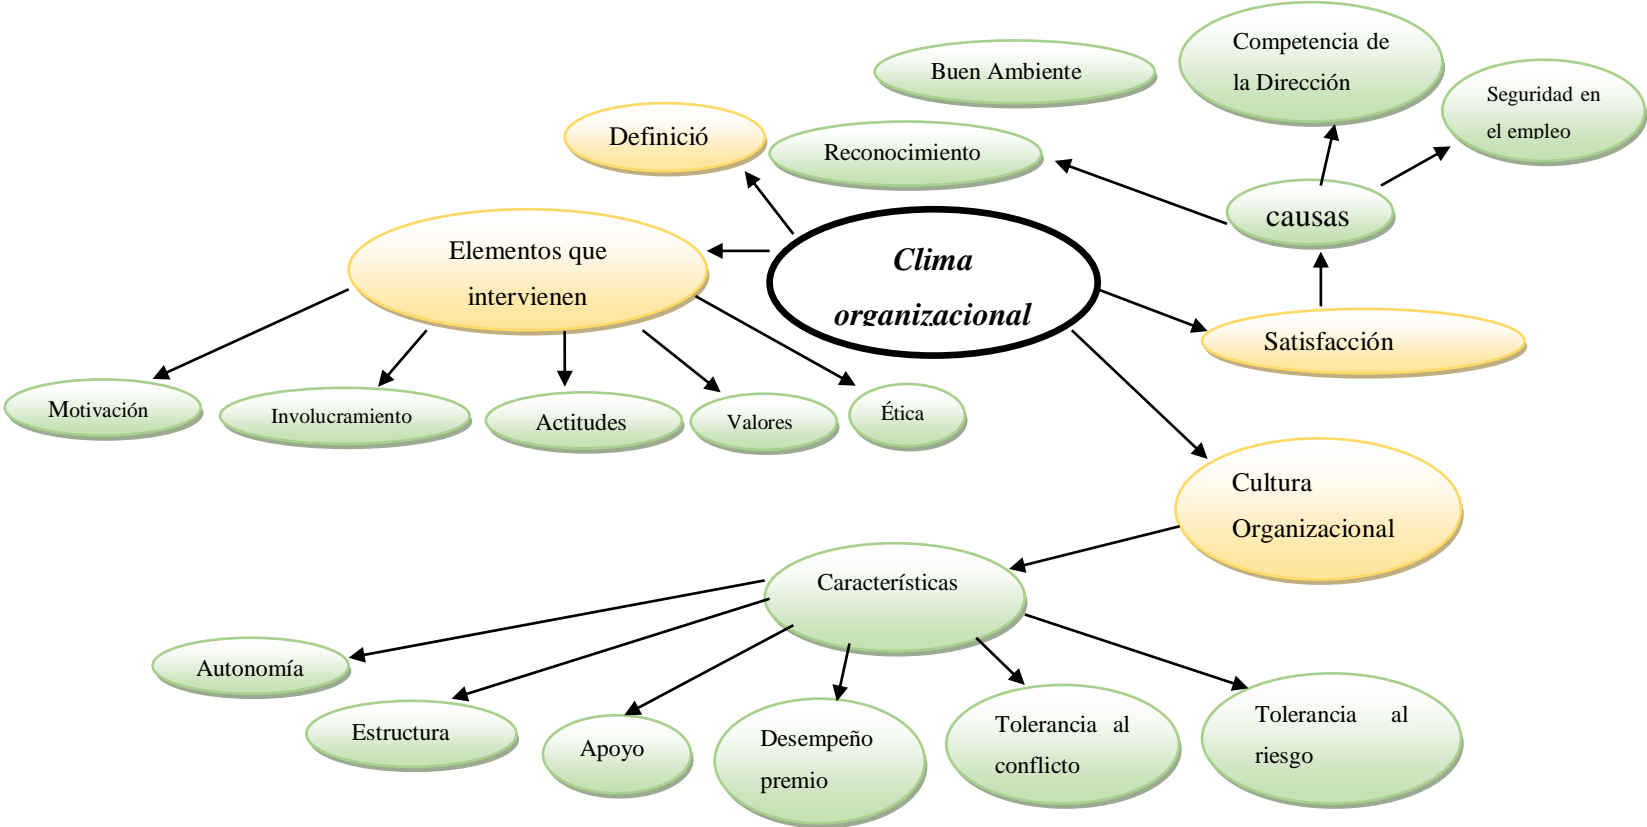 Competencia de
la Dirección
Buen Ambiente
Seguridad en
el empleo
Definició
Reconocimiento
causas
Elementos que
intervienen
Clima
organizacional
Satisfacción
Motivación
Involucramiento
Actitudes
Valores
Ética
Cultura
Organizacional
Características
Autonomía
Estructura
Apoyo
Desempeño
premio
Tolerancia al
conflicto
Tolerancia al
riesgo